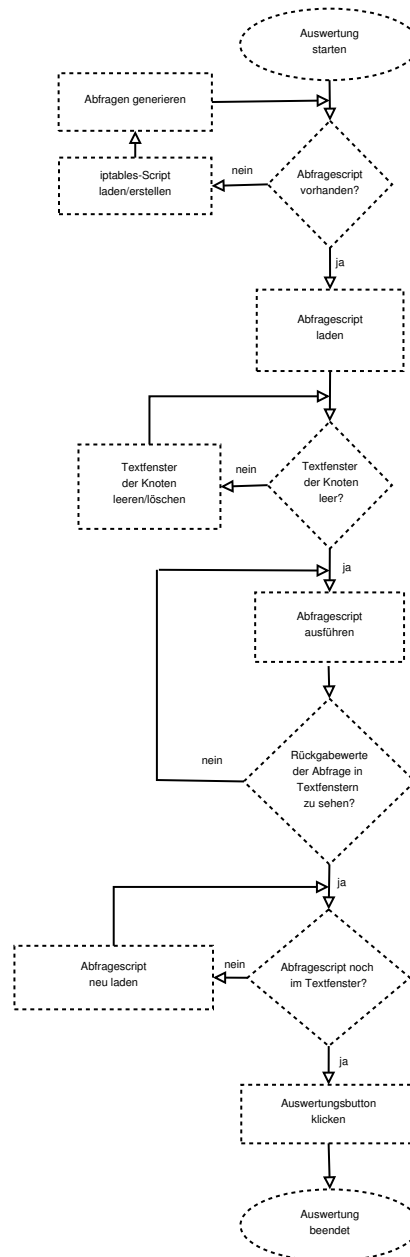 Auswertung
starten
Abfragen generieren
Abfragescript
vorhanden?
nein
iptables-Script
laden/erstellen
ja
Abfragescript
laden
Textfenster
der Knoten
leer?
nein
Textfenster
der Knoten
leeren/löschen
ja
Abfragescript
ausführen
Rückgabewerte
der Abfrage in
Textfenstern
zu sehen?
nein
ja
Abfragescript noch
im Textfenster?
nein
Abfragescript
neu laden
ja
Auswertungsbutton
klicken
Auswertung
beendet